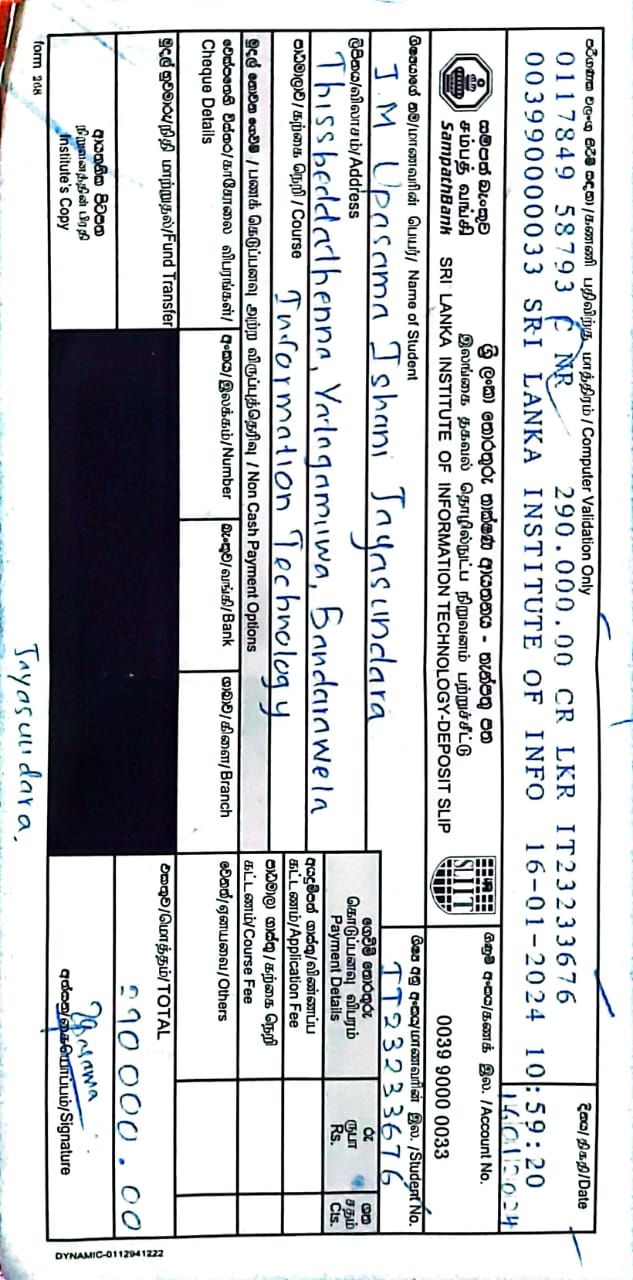 පරිගණක වලංගු කිරීම් සඳහා/கணணி பதிவிற்கு மாத்திரம்/Computer Validation Only
දිනය/திகதி/Date
0117849 58793 C NR 290.000.00 CR LKR IT23233676
003990000033 SRI LANKA INSTITUTE OF INFO 16-01-2024 10:59:20
16/01/2024
සම්පත් බැංකුව
சம்பத் வங்கி
SampathBank
ශ්‍රී ලංකා තොරතුරු තාක්ෂණ ආයතනය - තැන්පතු පත
இலங்கை தகவல் தொழில்நுட்ப நிறுவனம் பற்றுச்சீட்டு
SRI LANKA INSTITUTE OF INFORMATION TECHNOLOGY-DEPOSIT SLIP
SLIIT
ගිණුම් අංකය/கணக் இல. /Account No.
0039 9000 0033
ශිෂ්‍යයාගේ නම/மாணவரின் பெயர்/ Name of Student
J.M Upasama Ishani Jayasundara
ශිෂ්‍ය අනු අංකය/மாணவரின் இல. /Student No.
IT23233676
ලිපිනය/விலாசம்/Address
Bandarawela
පාඨමාලාව/கற்கை நெறி / Course
Information Technology
ගෙවීම් තොරතුරු
கொடுப்பனவு விபரம்
Payment Details
රු
ரூபா
Rs.
ශත
சதம்
Cts.
අයදුම්පත් ගාස්තු/விண்ணப்ப
கட்டணம்/Application Fee
පාඨමාලා ගාස්තු/கற்கை நெறி
கட்டணம்/Course Fee
වෙනත්/ஏனயவை/Others
මුදල් නොවන ගෙවීම් / பணக் கெடுப்பனவு அற்ற விருப்புத்தெரிவு / Non Cash Payment Options
චෙස්පතෙහි විස්තර/காசோலை விபரங்கள்/
Cheque Details
අංකය/இலக்கம்/Number
බැංකුව/வங்கி/Bank
ශාඛාව/கிளை/Branch
මුදල් හුවමාරු/நிதி மாற்றுதல்/Fund Transfer
එකතුව/மொத்தம்/TOTAL
290000.00
ආයතනික පිටපත
நிறுவனத்தின் பிரதி
Institute's Copy
Upasama
අත්සන/கையொப்பம்/Signature
DYNAMIC-0112941222
form 268
Jayasundara.